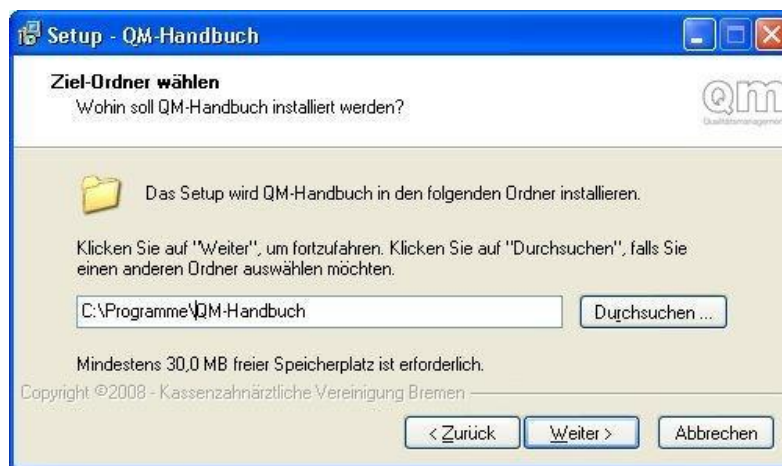 Setup - QM-Handbuch
Ziel-Ordner wählen
Wohin soll QM-Handbuch installiert werden?
Qm
Qualitätsmanagement
Das Setup wird QM-Handbuch in den folgenden Ordner installieren.
Klicken Sie auf "Weiter", um fortzufahren. Klicken Sie auf "Durchsuchen", falls Sie
einen anderen Ordner auswählen möchten.
C:\Programme\QM-Handbuch
Durchsuchen ...
Mindestens 30,0 MB freier Speicherplatz ist erforderlich.
Copyright ©2008 - Kassenzahnärztliche Vereinigung Bremen
< Zurück
Weiter >
Abbrechen